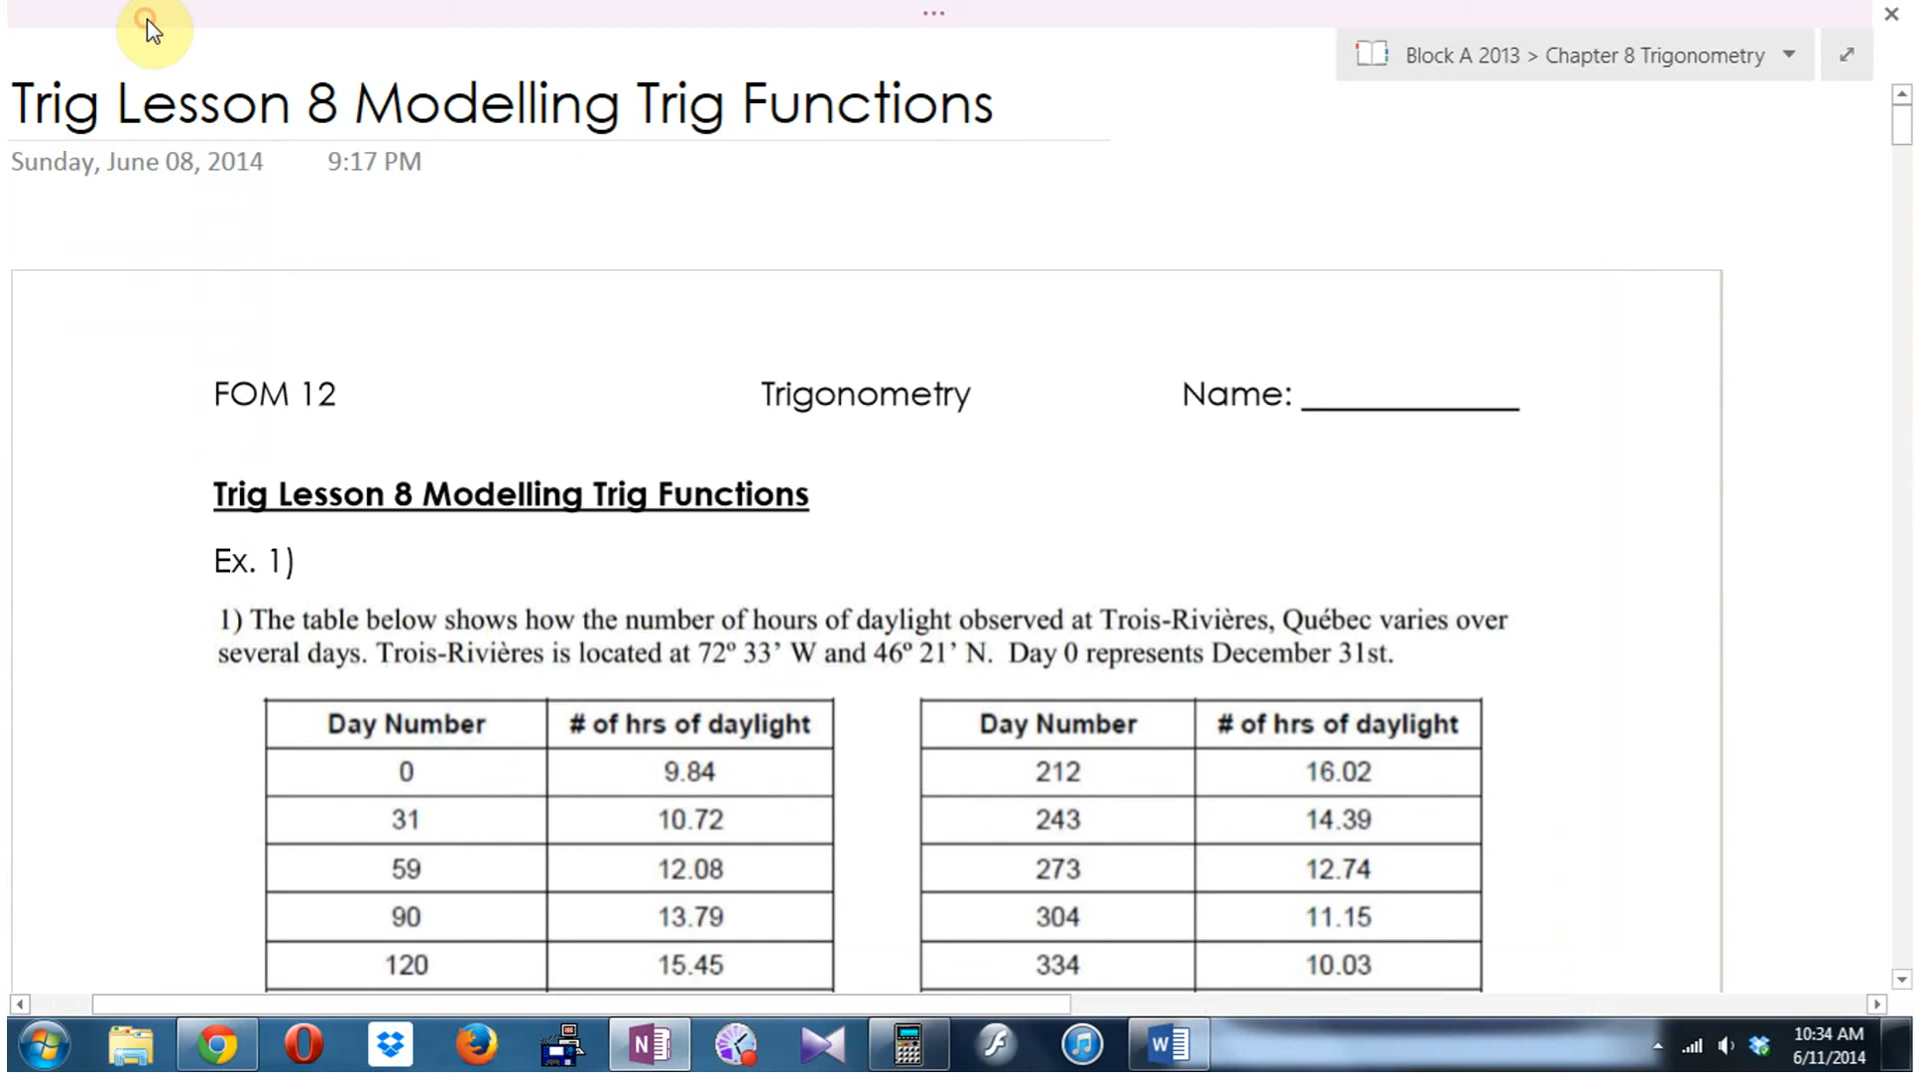 Block A 2013 > Chapter 8 Trigonometry
Trig Lesson 8 Modelling Trig Functions
Sunday, June 08, 2014 9:17 PM
FOM 12 Trigonometry Name: ____________
Trig Lesson 8 Modelling Trig Functions
Ex. 1)
1) The table below shows how the number of hours of daylight observed at Trois-Rivières, Québec varies over
several days. Trois-Rivières is located at 72º 33’ W and 46º 21’ N. Day 0 represents December 31st.
Day Number # of hrs of daylight Day Number # of hrs of daylight
0 9.84 212 16.02
31 10.72 243 14.39
59 12.08 273 12.74
90 13.79 304 11.15
120 15.45 334 10.03
10:34 AM
6/11/2014